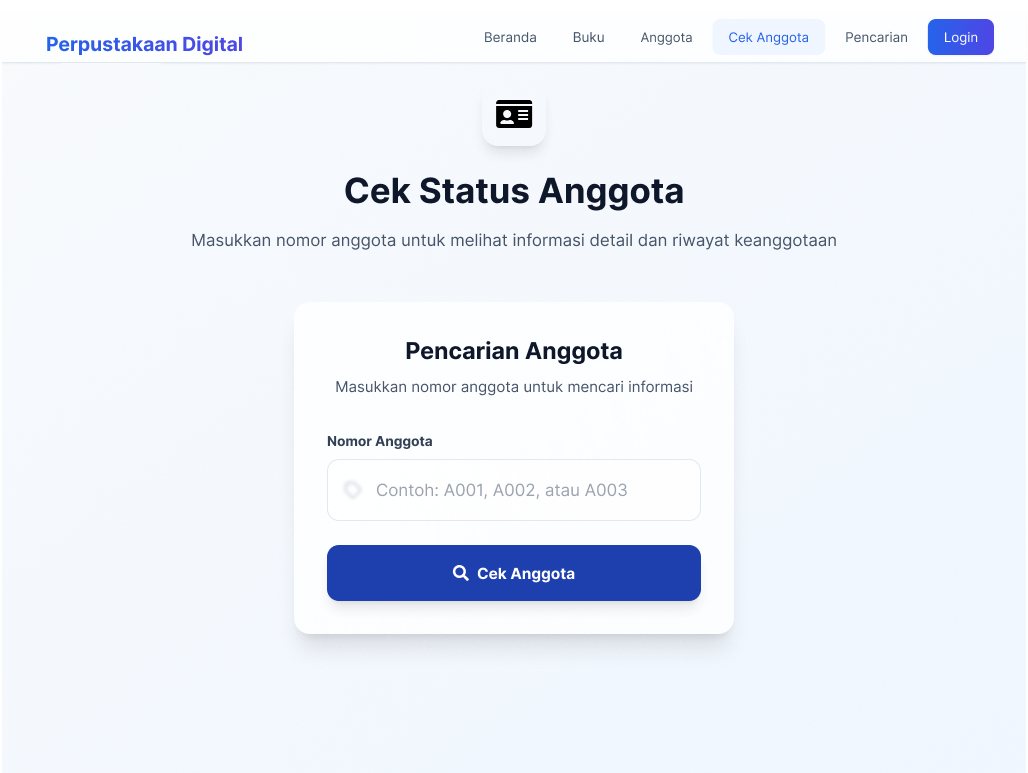 Perpustakaan Digital
Beranda
Buku
Anggota
Cek Anggota
Pencarian
Login
Cek Status Anggota
Masukkan nomor anggota untuk melihat informasi detail dan riwayat keanggotaan
Pencarian Anggota
Masukkan nomor anggota untuk mencari informasi
Nomor Anggota
Contoh: A001, A002, atau A003
Cek Anggota